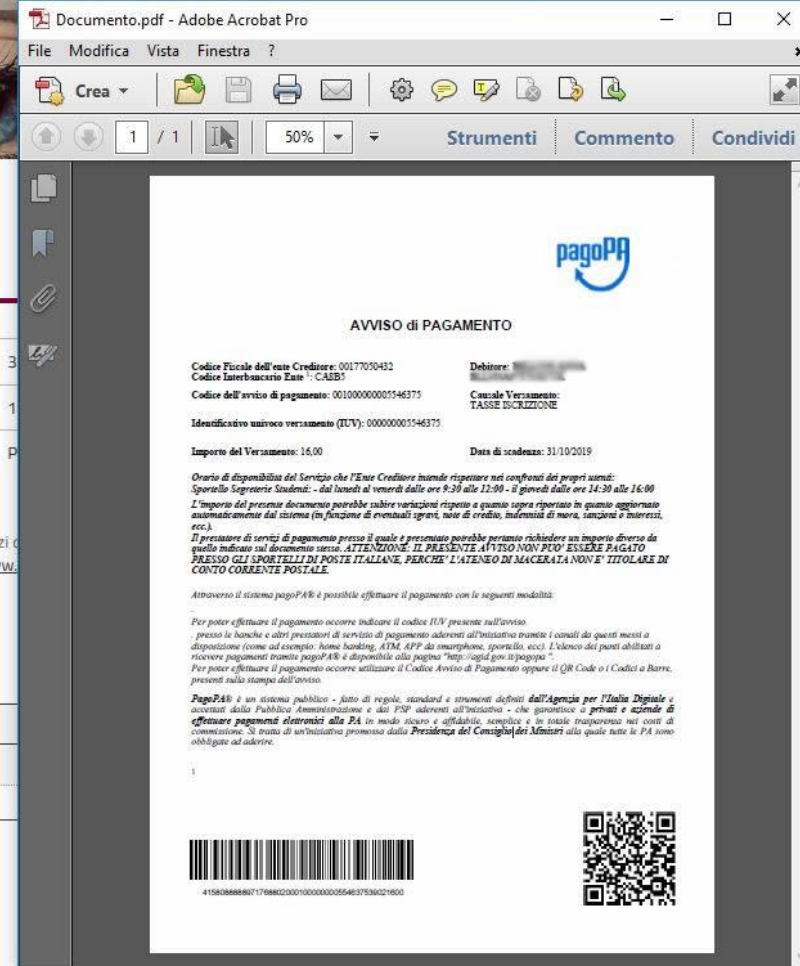 Documento.pdf - Adobe Acrobat Pro
File Modifica Vista Finestra ?
Crea
1 / 1 50% Strumenti Commento Condividi
3
1
P
zi
w.
pagoPA
AVVISO di PAGAMENTO
Codice Fiscale dell'ente Creditore: 00177050432
Debitore:
Codice Interbancario Ente ¹: CASB5
Codice dell'avviso di pagamento: 001000000005546375
Causale Versamento:
TASSE ISCRIZIONE
Identificativo univoco versamento (IUV): 000000005546375
Importo del Versamento: 16,00
Data di scadenza: 31/10/2019
Orario di disponibilità del Servizio che l'Ente Creditore intende rispettare nei confronti dei propri utenti:
Sportello Segreterie Studenti: - dal lunedì al venerdì dalle ore 9:30 alle 12:00 - il giovedì dalle ore 14:30 alle 16:00
L'importo del presente documento potrebbe subire variazioni rispetto a quanto sopra riportato in quanto aggiornato
automaticamente dal sistema (in funzione di eventuali sgravi, note di credito, indennità di mora, sanzioni o interessi,
ecc.).
Il prestatore di servizi di pagamento presso il quale è presentato potrebbe pertanto richiedere un importo diverso da
quello indicato sul documento stesso. ATTENZIONE: IL PRESENTE AVVISO NON PUO' ESSERE PAGATO
PRESSO GLI SPORTELLI DI POSTE ITALIANE, PERCHE' L'ATENEO DI MACERATA NON E' TITOLARE DI
CONTO CORRENTE POSTALE.
Attraverso il sistema pagoPA® è possibile effettuare il pagamento con le seguenti modalità:
.
Per poter effettuare il pagamento occorre indicare il codice IUV presente sull'avviso.
. presso le banche e altri prestatori di servizio di pagamento aderenti all'iniziativa tramite i canali da questi messi a
disposizione (come ad esempio: home banking, ATM, APP da smartphone, sportello, ecc). L'elenco dei punti abilitati a
ricevere pagamenti tramite pagoPA® è disponibile alla pagina "http://agid.gov.it/pagopa ".
Per poter effettuare il pagamento occorre utilizzare il Codice Avviso di Pagamento oppure il QR Code o i Codici a Barre,
presenti sulla stampa dell'avviso.
PagoPA® è un sistema pubblico - fatto di regole, standard e strumenti definiti dall'Agenzia per l'Italia Digitale e
accettati dalla Pubblica Amministrazione e dai PSP aderenti all'iniziativa - che garantisce a privati e aziende di
effettuare pagamenti elettronici alla PA in modo sicuro e affidabile, semplice e in totale trasparenza nei costi di
commissione. Si tratta di un'iniziativa promossa dalla Presidenza del Consiglio dei Ministri alla quale tutte le PA sono
obbligate ad aderire.
1